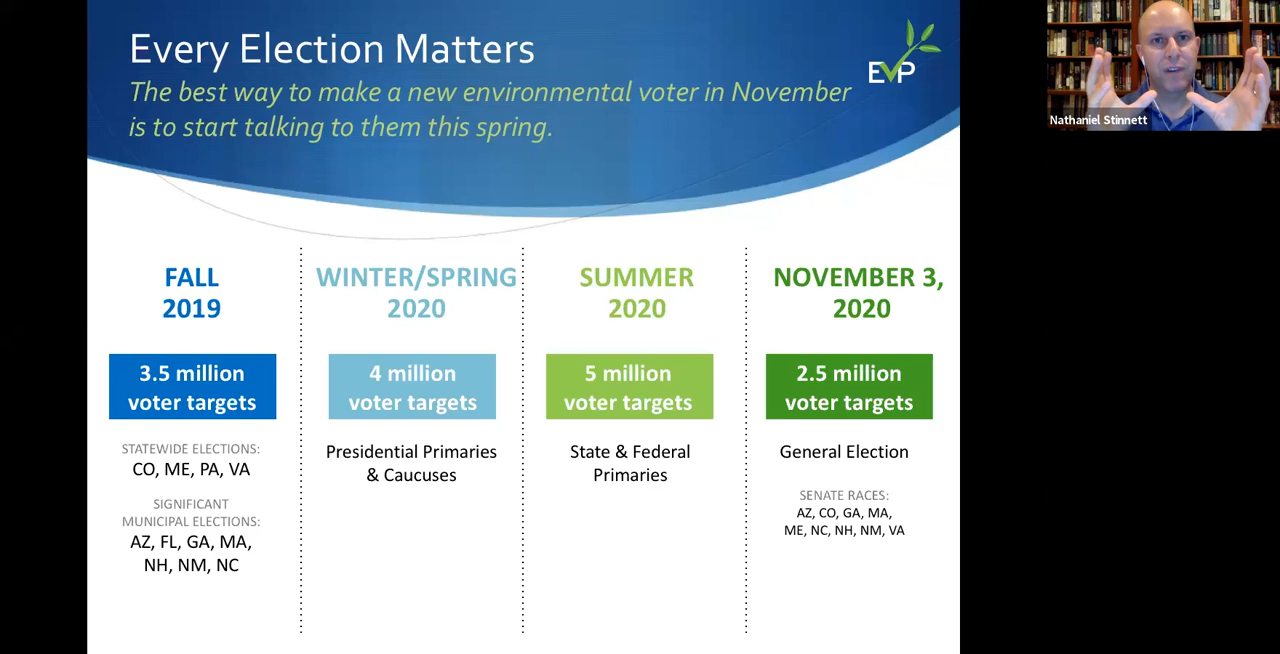 Every Election Matters
The best way to make a new environmental voter in November
is to start talking to them this spring.
EVP
Nathaniel Stinnett
FALL
2019
3.5 million
voter targets
STATEWIDE ELECTIONS:
CO, ME, PA, VA
SIGNIFICANT
MUNICIPAL ELECTIONS:
AZ, FL, GA, MA,
NH, NM, NC
WINTER/SPRING
2020
4 million
voter targets
Presidential Primaries
& Caucuses
SUMMER
2020
5 million
voter targets
State & Federal
Primaries
NOVEMBER 3,
2020
2.5 million
voter targets
General Election
SENATE RACES:
AZ, CO, GA, MA,
ME, NC, NH, NM, VA